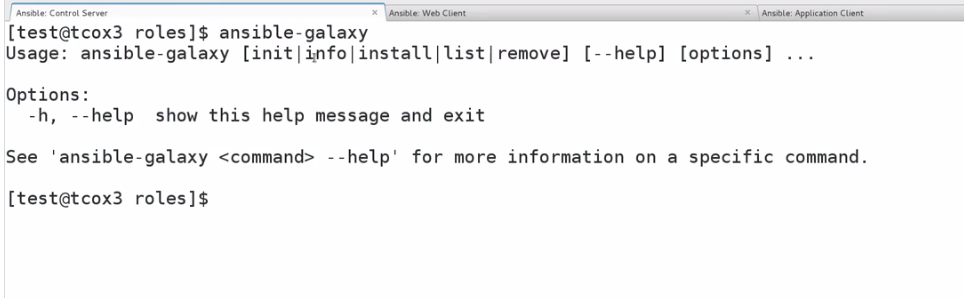 Ansible: Control Server × Ansible: Web Client × Ansible: Application Client
[test@tcox3 roles]$ ansible-galaxy
Usage: ansible-galaxy [init|info|install|list|remove] [--help] [options] ...
Options:
  -h, --help  show this help message and exit
See 'ansible-galaxy <command> --help' for more information on a specific command.
[test@tcox3 roles]$